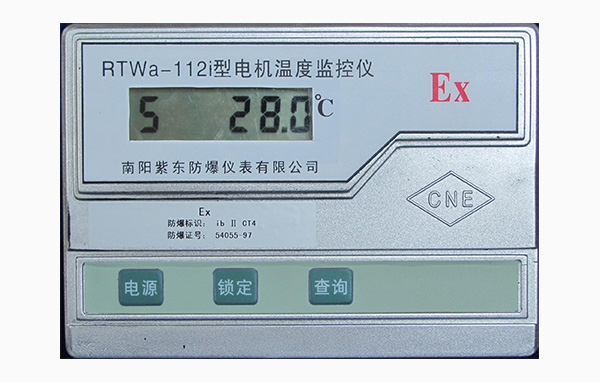 RTWa-112i型电机温度监控仪
Ex
5 28.0℃
南阳紫东防爆仪表有限公司
CNE
Ex
防爆标识: ib II CT4
防爆证号: 54055-97
电源 锁定 查询